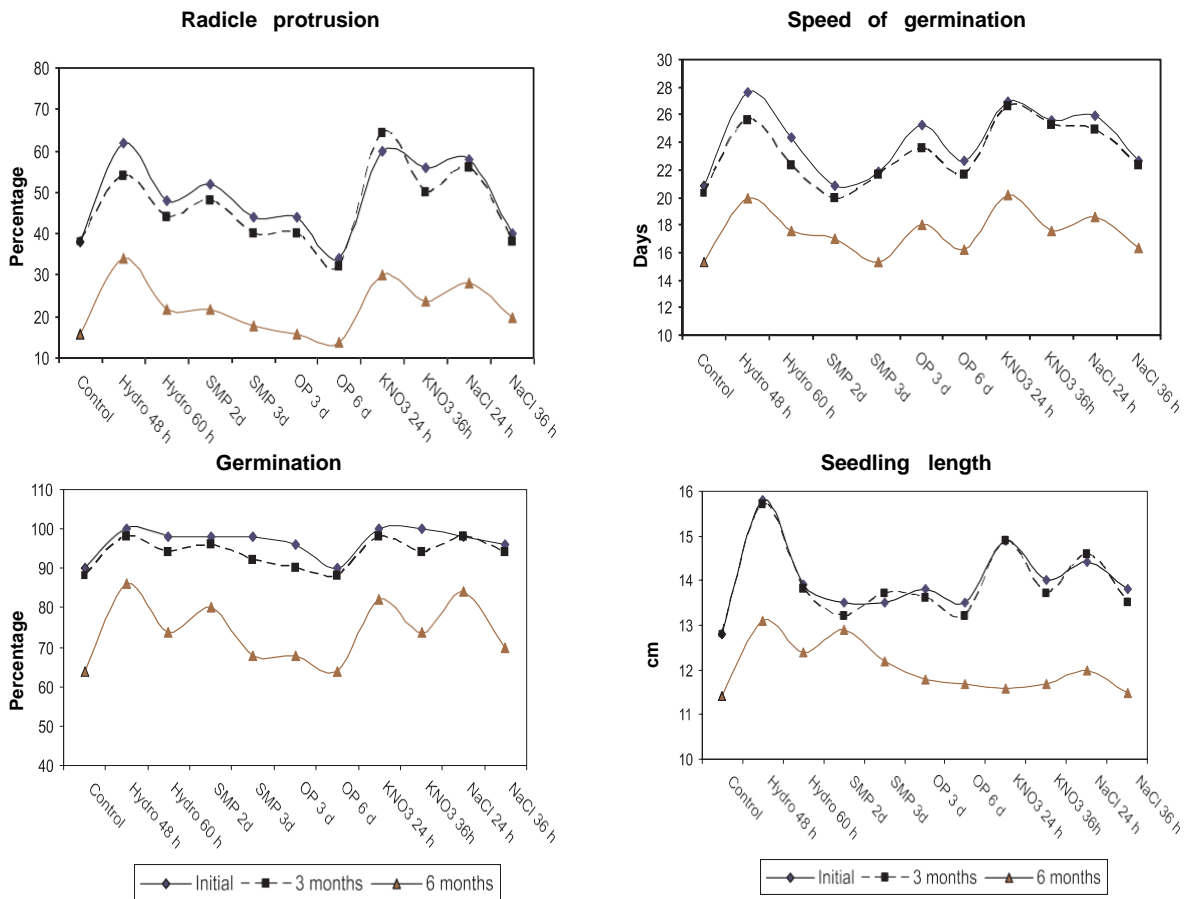 Radicle protrusion
Percentage
80
70
60
50
40
30
20
10
Control
Hydro 48 h
Hydro 60 h
SMP 2d
SMP 3d
OP 3 d
OP 6 d
KNO3 24 h
KNO3 36h
NaCl 24 h
NaCl 36 h
Speed of germination
Days
30
28
26
24
22
20
18
16
14
12
10
Control
Hydro 48 h
Hydro 60 h
SMP 2d
SMP 3d
OP 3 d
OP 6 d
KNO3 24 h
KNO3 36h
NaCl 24 h
NaCl 36 h
Germination
Percentage
110
100
90
80
70
60
50
40
Control
Hydro 48 h
Hydro 60 h
SMP 2d
SMP 3d
OP 3 d
OP 6 d
KNO3 24 h
KNO3 36h
NaCl 24 h
NaCl 36 h
Initial 3 months 6 months
Seedling length
cm
16
15
14
13
12
11
10
Control
Hydro 48 h
Hydro 60 h
SMP 2d
SMP 3d
OP 3 d
OP 6 d
KNO3 24 h
KNO3 36h
NaCl 24 h
NaCl 36 h
Initial 3 months 6 months